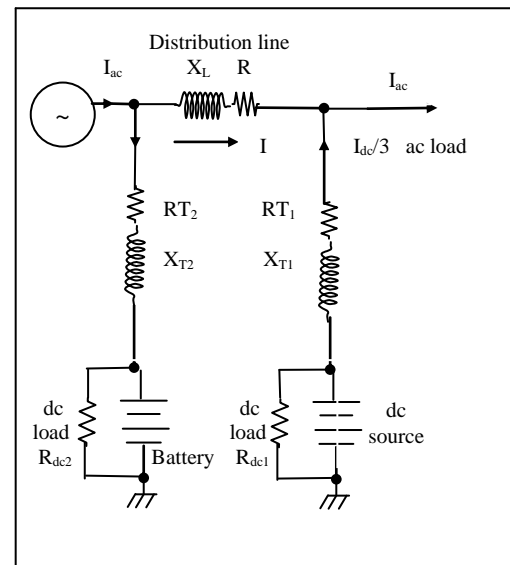 Distribution line
I_ac X_L R I_ac
~
I I_dc/3 ac load
RT_2 RT_1
X_T2 X_T1
dc load R_dc2
Battery
dc load R_dc1
dc source